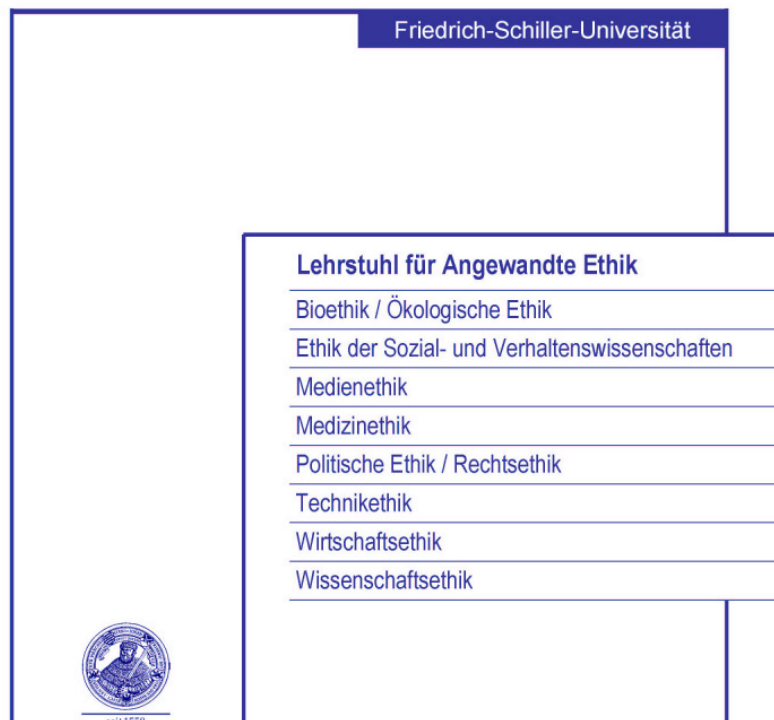 Friedrich-Schiller-Universität
Lehrstuhl für Angewandte Ethik
Bioethik / Ökologische Ethik
Ethik der Sozial- und Verhaltenswissenschaften
Medienethik
Medizinethik
Politische Ethik / Rechtsethik
Technikethik
Wirtschaftsethik
Wissenschaftsethik